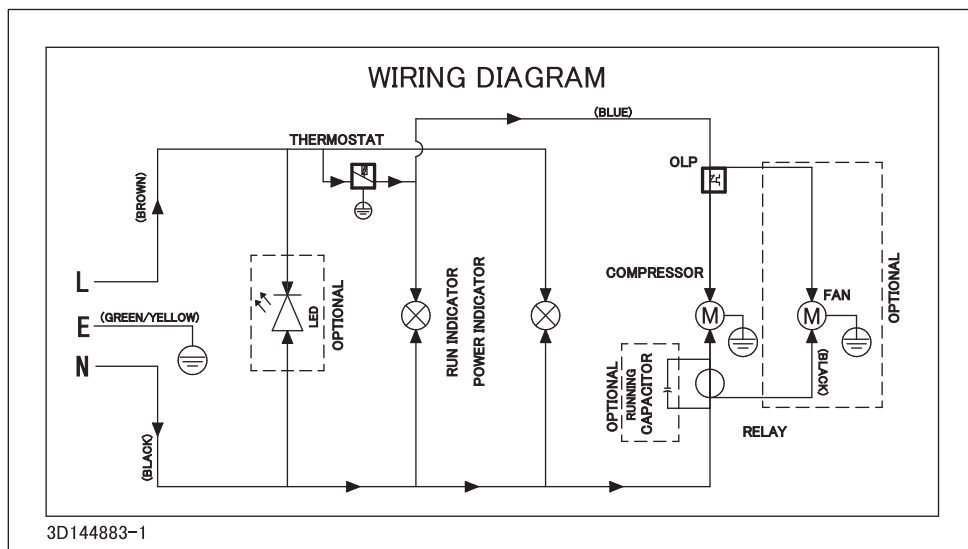 WIRING DIAGRAM
(BLUE)
THERMOSTAT
OLP
(BROWN)
COMPRESSOR
L
FAN
OPTIONAL
E
(GREEN/YELLOW)
LED
OPTIONAL
RUN INDICATOR
POWER INDICATOR
M
M
N
(BLACK)
OPTIONAL
RUNNING
CAPACITOR
RELAY
(BLACK)
3D144883-1